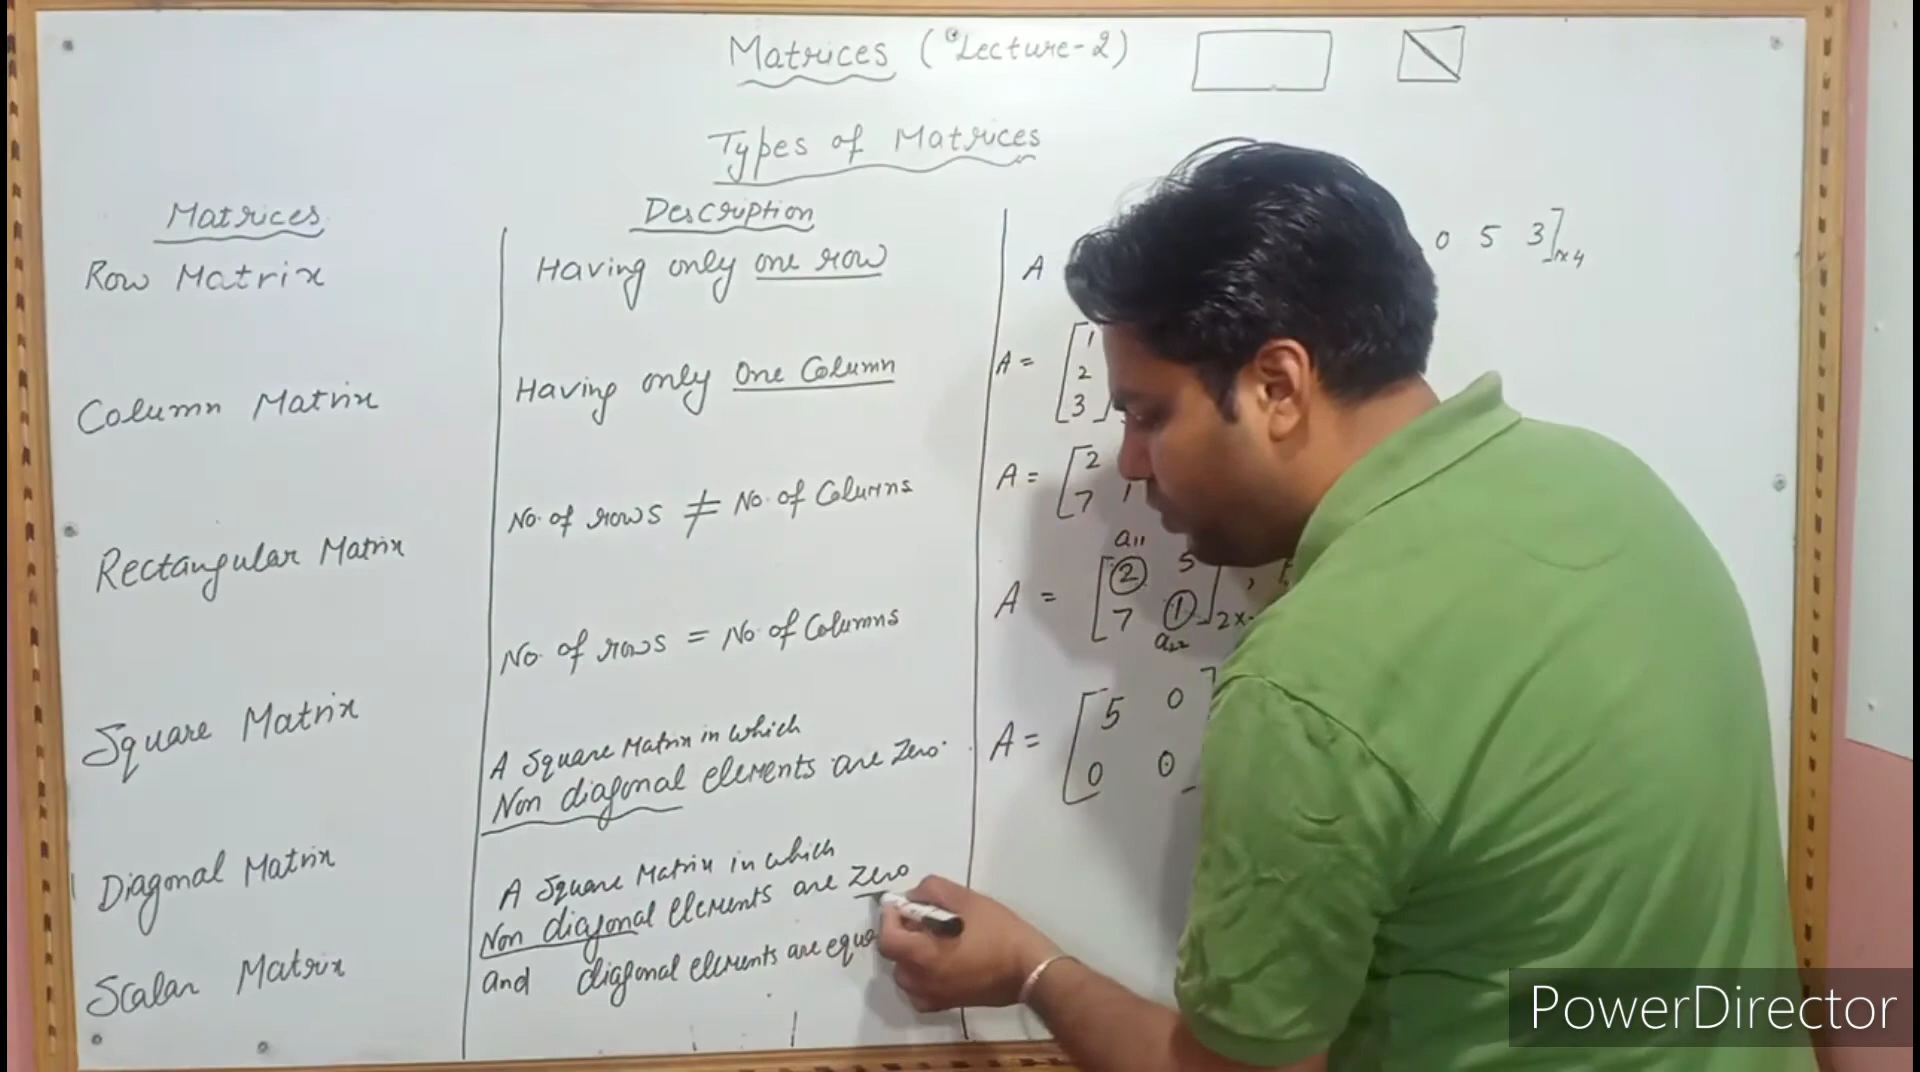 Matrices (Lecture-2)
Types of Matrices
Matrices
Description
Row Matrix
Having only one row
A
0 5 3]
x4
Column Matrix
Having only One Column
A =
1
2
3
Rectangular Matrix
No. of rows ≠ No. of Columns
A =
2
7 1
Square Matrix
No. of rows = No. of Columns
a11
A = [2 5
7 1] 2x
a22
Diagonal Matrix
A Square Matrix in which
Non diagonal elements are Zero.
A = [5 0
0 0
Scalar Matrix
A Square Matrix in which
Non diagonal elements are Zero
and diagonal elements are equa
PowerDirector